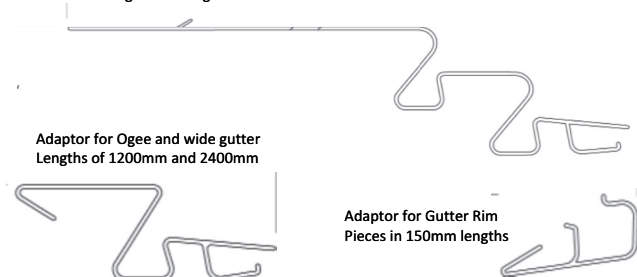 Adaptor for Ogee and wide gutter
Lengths of 1200mm and 2400mm
Adaptor for Gutter Rim
Pieces in 150mm lengths